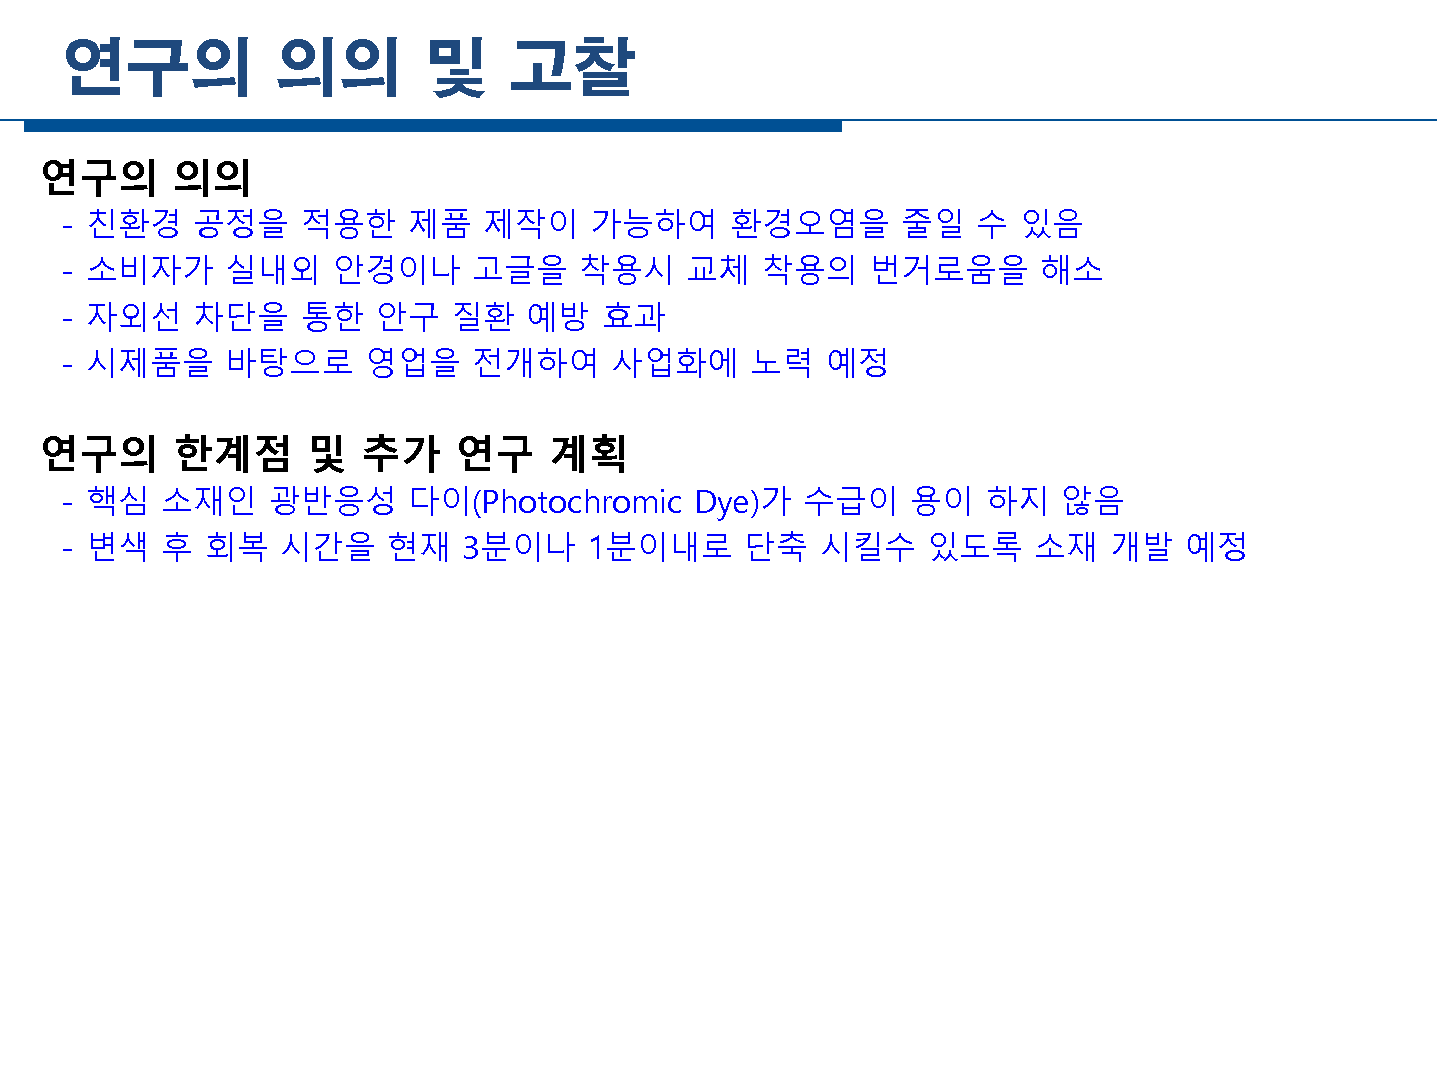 연구의 의의 및 고찰
연구의 의의
- 친환경 공정을 적용한 제품 제작이 가능하여 환경오염을 줄일 수 있음
- 소비자가 실내외 안경이나 고글을 착용시 교체 착용의 번거로움을 해소
- 자외선 차단을 통한 안구 질환 예방 효과
- 시제품을 바탕으로 영업을 전개하여 사업화에 노력 예정
연구의 한계점 및 추가 연구 계획
- 핵심 소재인 광반응성 다이(Photochromic Dye)가 수급이 용이 하지 않음
- 변색 후 회복 시간을 현재 3분이나 1분이내로 단축 시킬수 있도록 소재 개발 예정